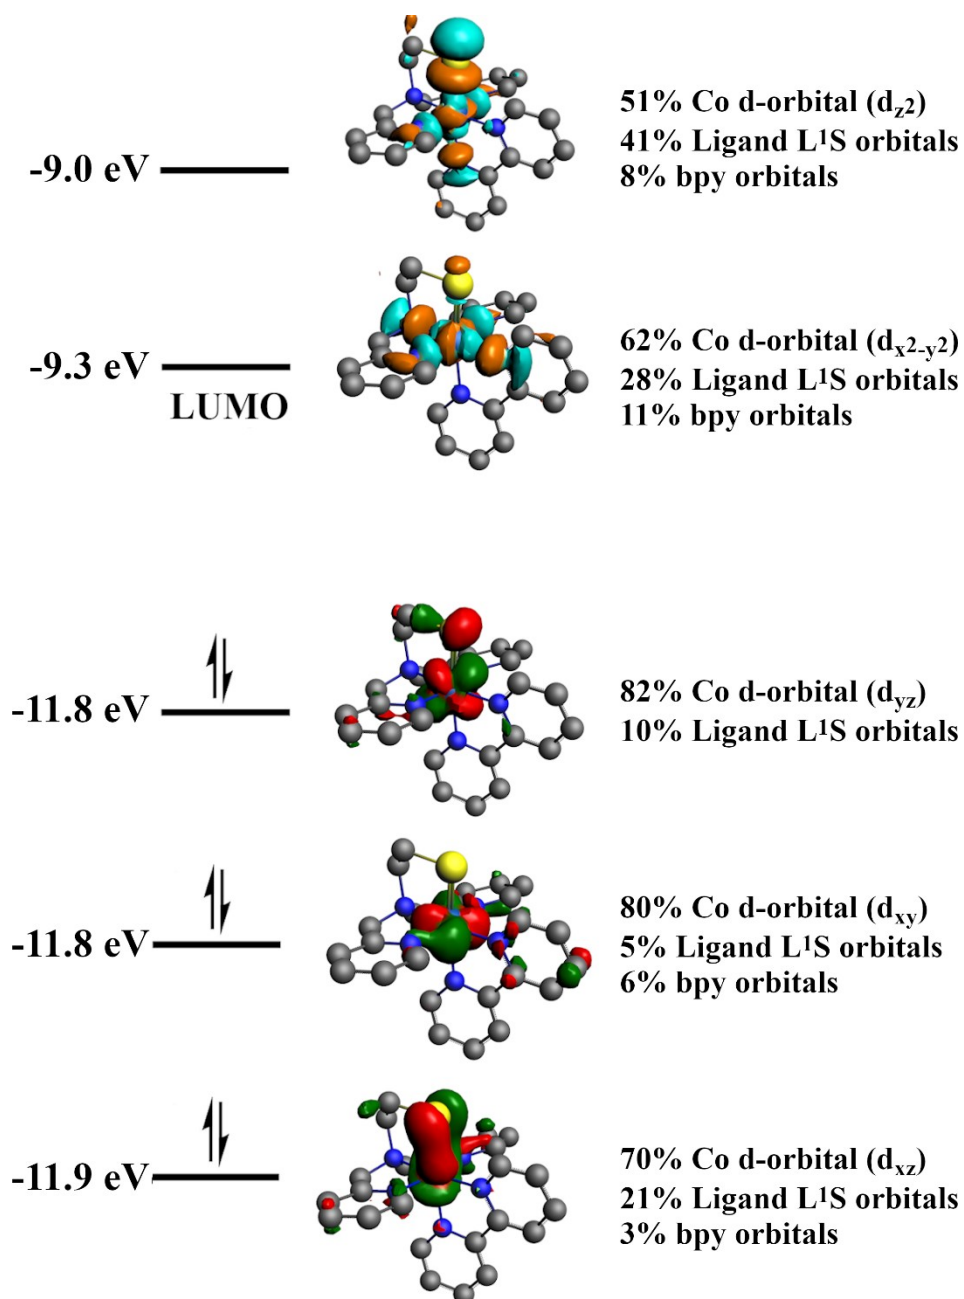 51% Co d-orbital (dz2)
41% Ligand L1S orbitals
-9.0 eV
8% bpy orbitals
62% Co d-orbital (dx2-y2)
-9.3 eV
28% Ligand L1S orbitals
LUMO
11% bpy orbitals
82% Co d-orbital (dyz)
-11.8 eV
10% Ligand L1S orbitals
80% Co d-orbital (dxy)
-11.8 eV
5% Ligand L1S orbitals
6% bpy orbitals
70% Co d-orbital (dxz)
-11.9 eV
21% Ligand L1S orbitals
3% bpy orbitals